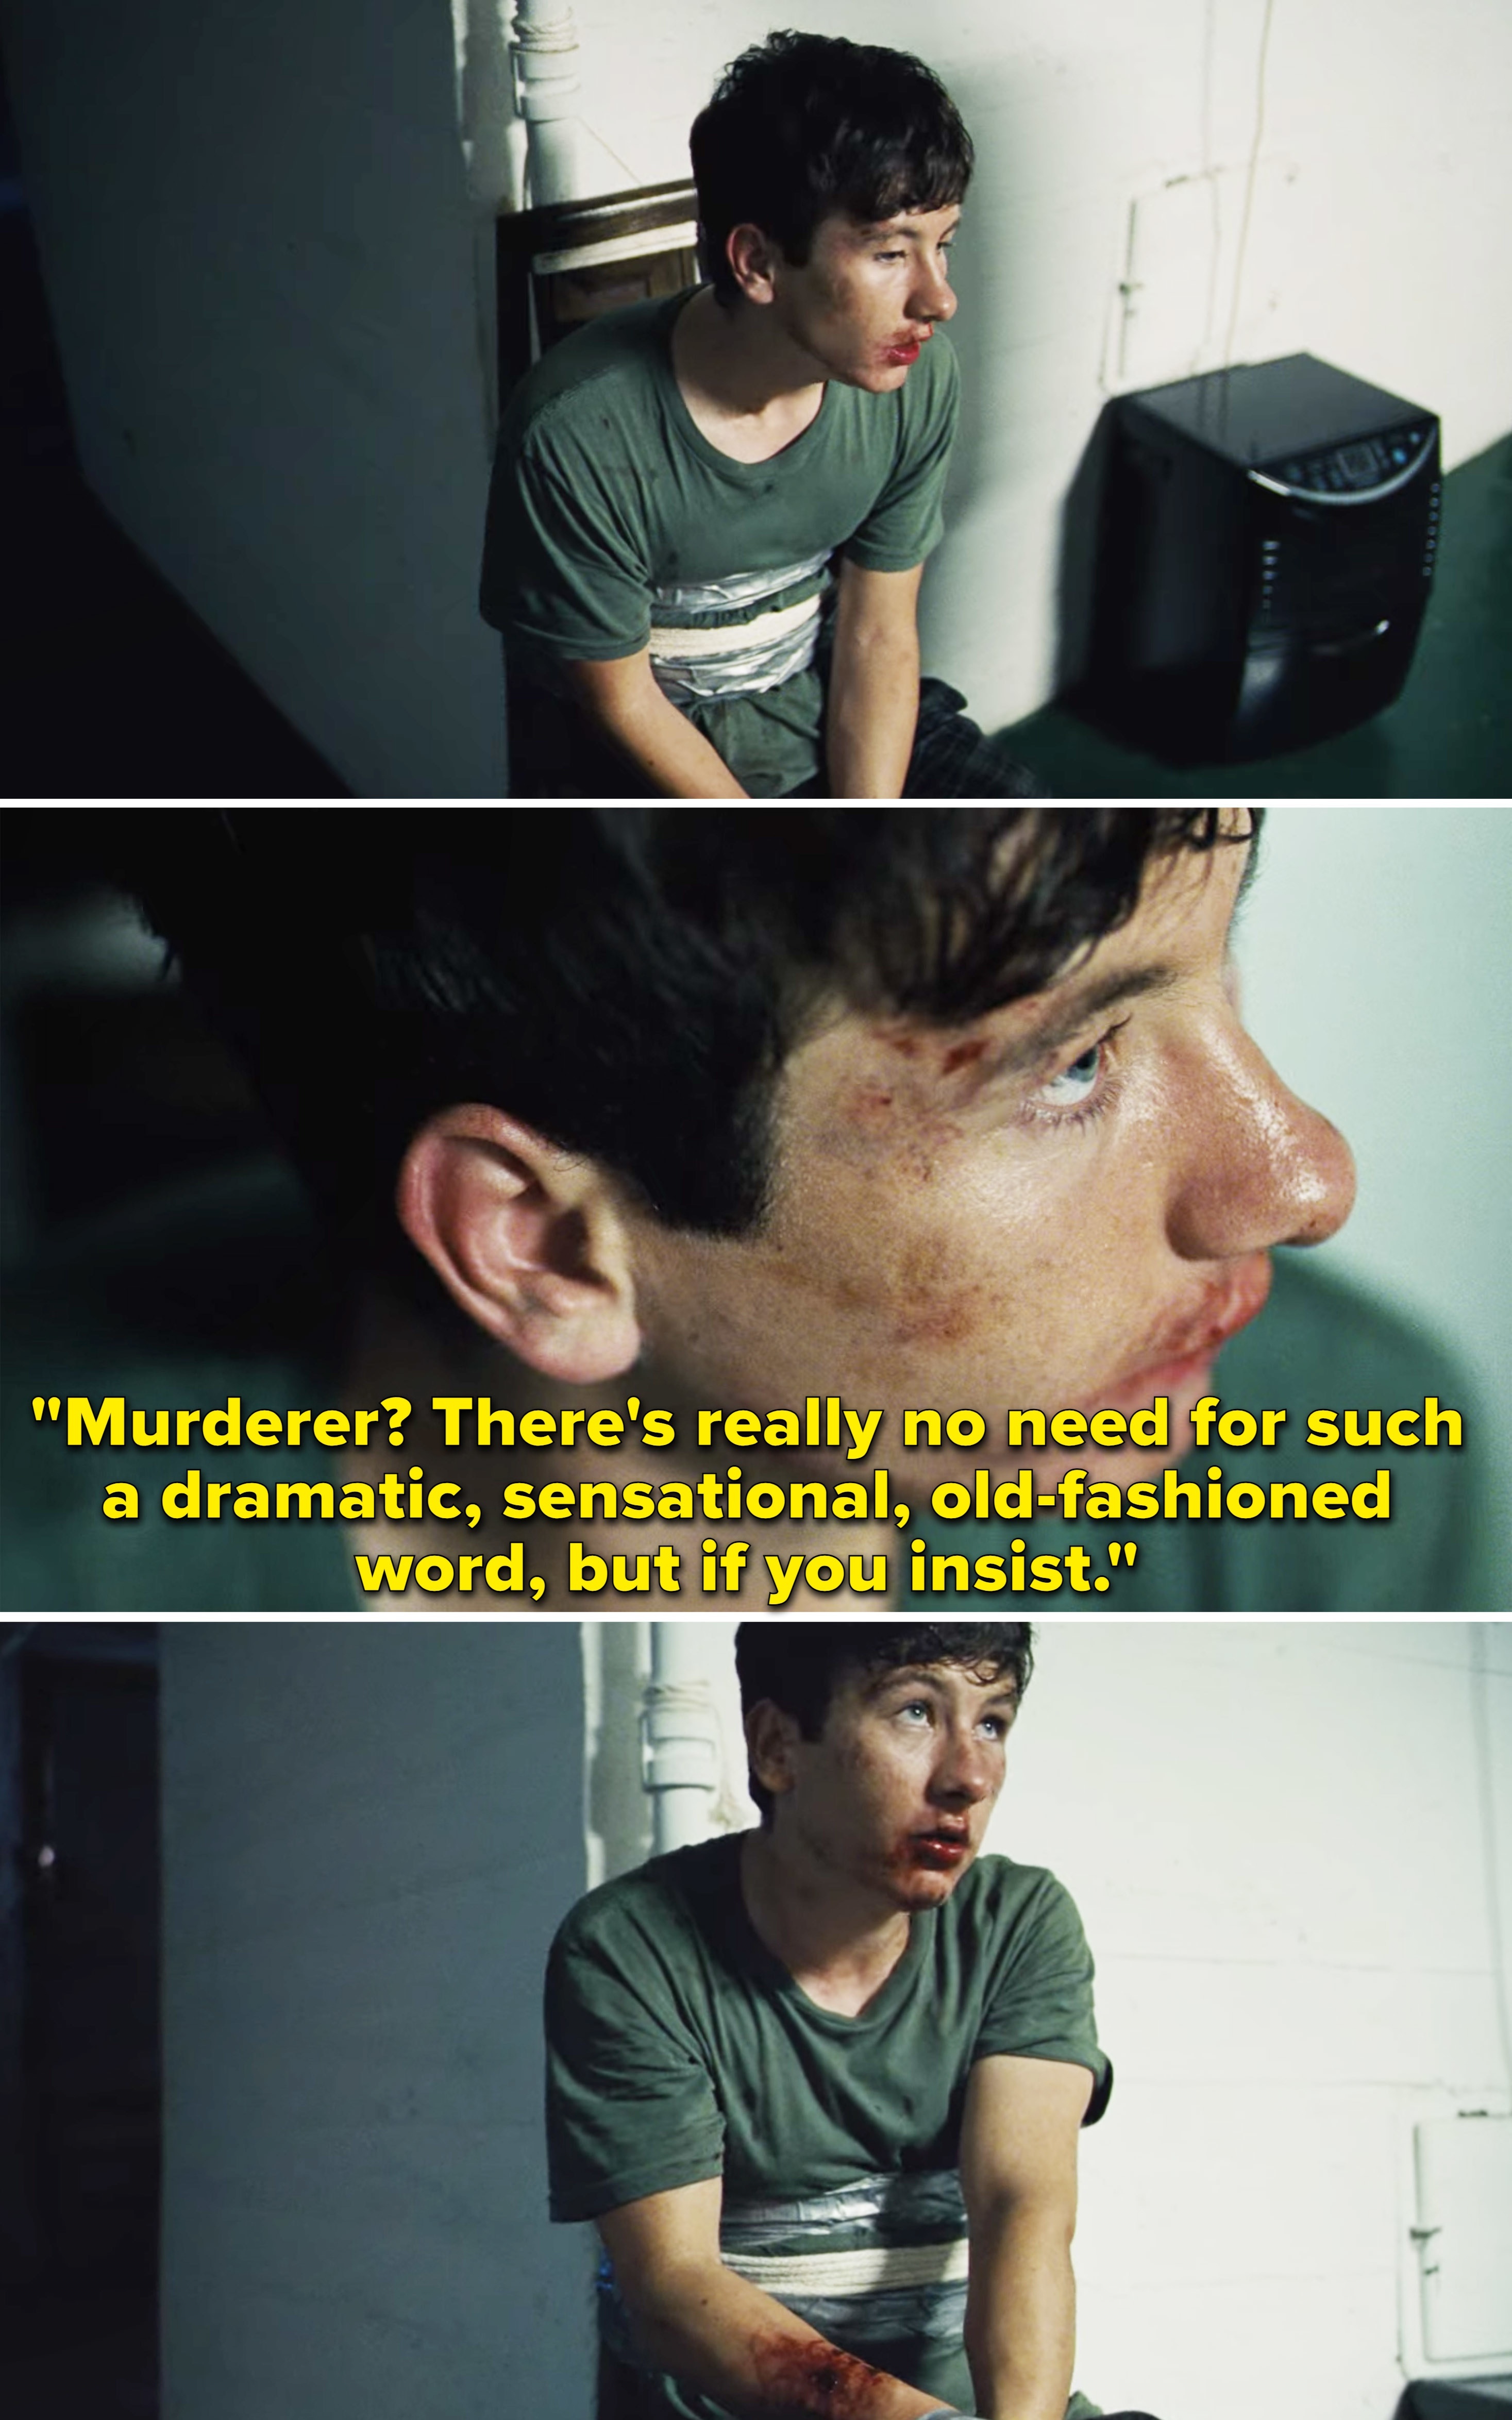 "Murderer? There's really no need for such
a dramatic, sensational, old-fashioned
word, but if you insist."